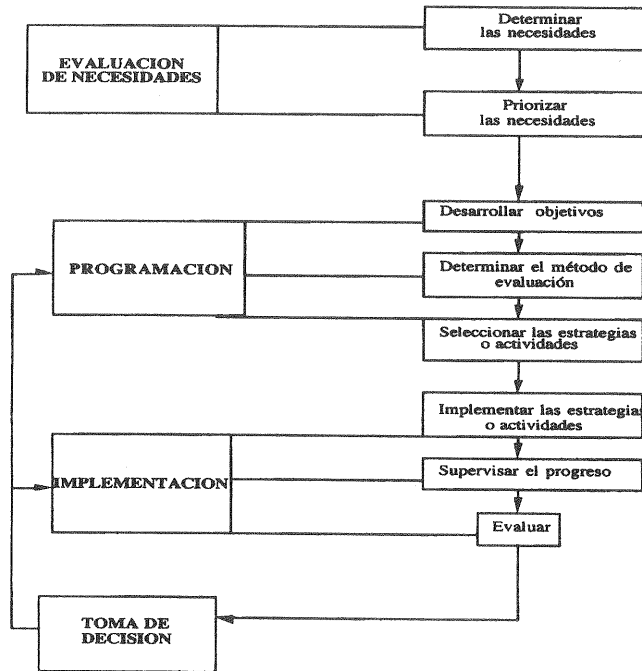 Determinar
las necesidades
EVALUACION
DE NECESIDADES
Priorizar
las necesidades
Desarrollar objetivos
PROGRAMACION
Determinar el método de
evaluación
Seleccionar las estrategias
o actividades
Implementar las estrategias
o actividades
Supervisar el progreso
IMPLEMENTACION
Evaluar
TOMA DE
DECISION